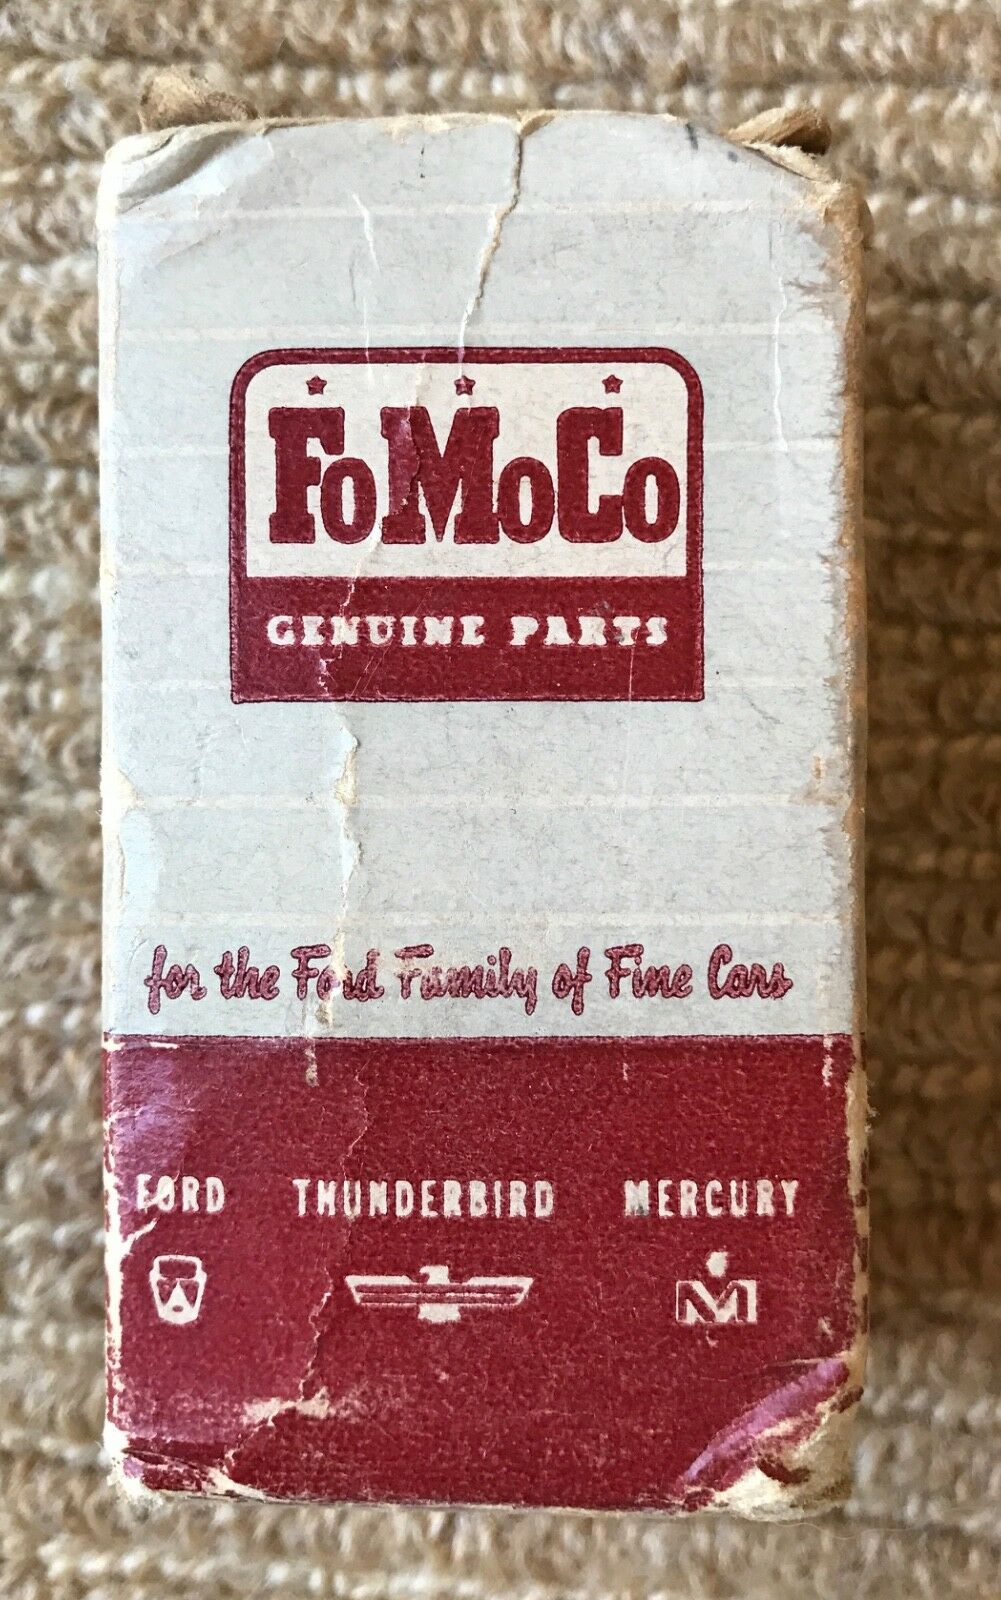 FoMoCo
GENUINE PARTS
for the Ford Family of Fine Cars
FORD THUNDERBIRD MERCURY
M